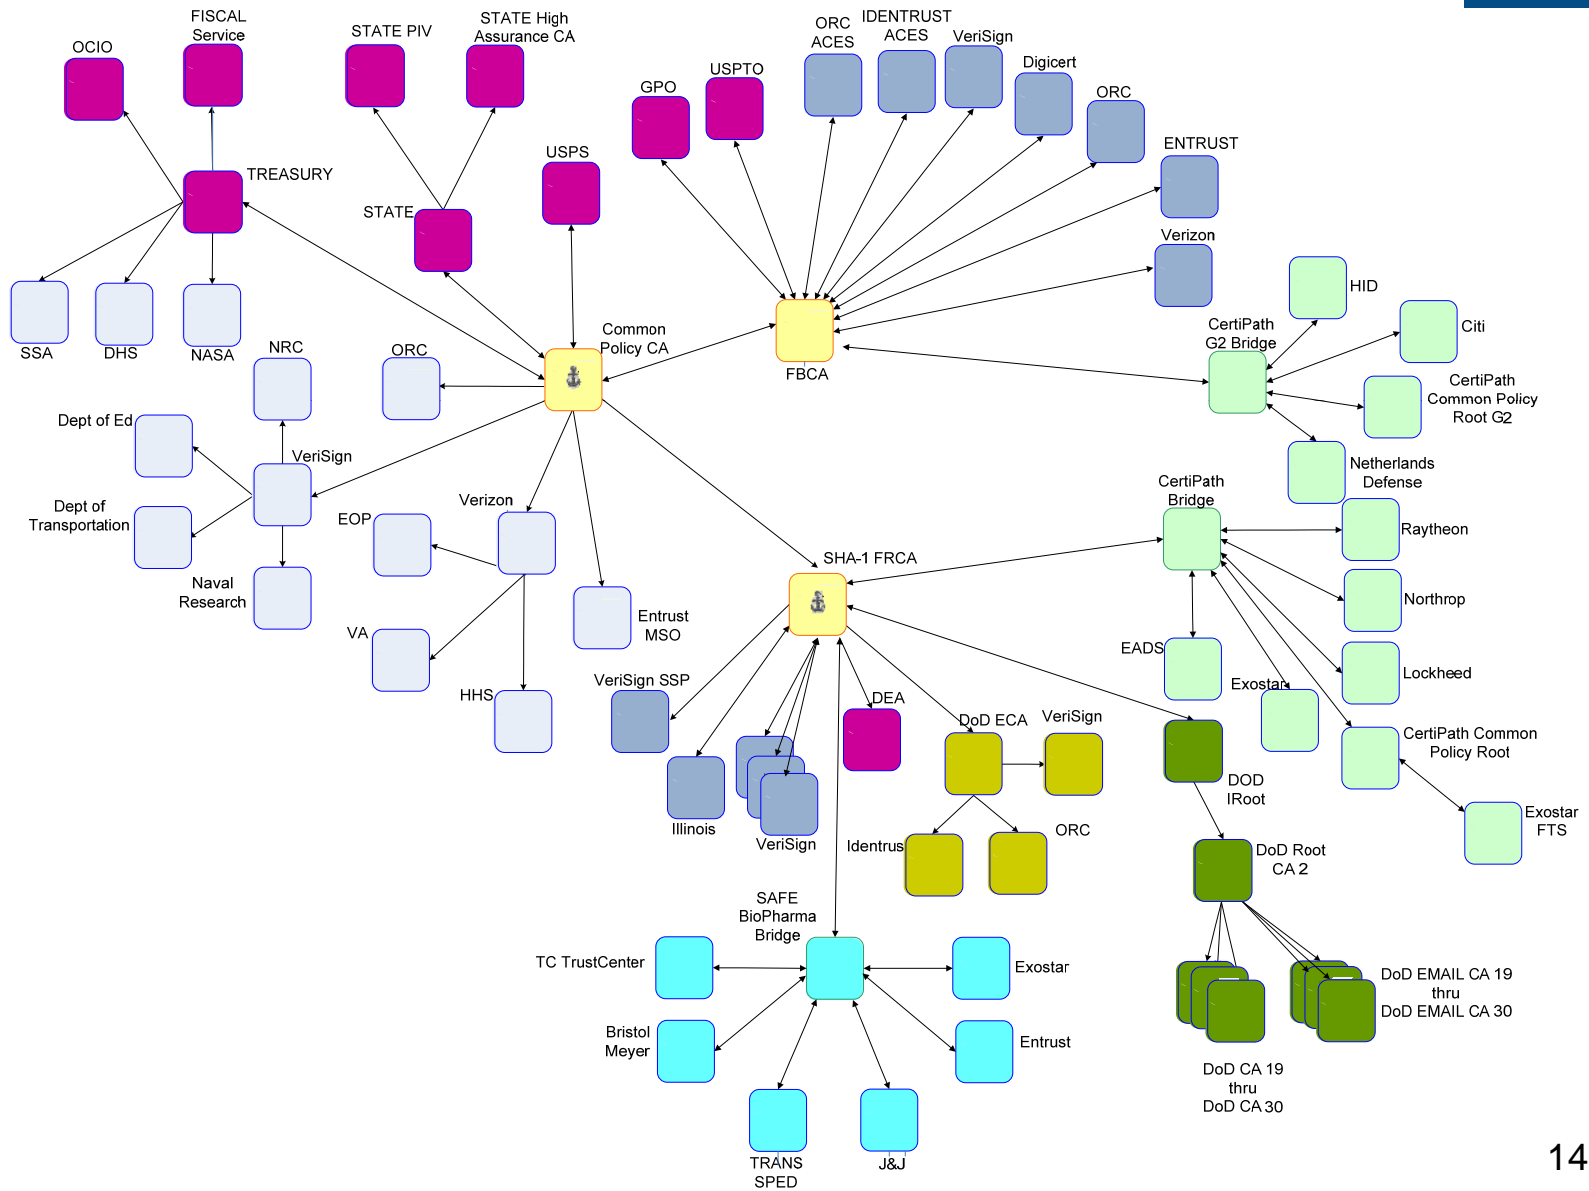 FISCAL
Service
OCIO
STATE PIV
STATE High
Assurance CA
ORC
ACES
IDENTRUST
ACES
VeriSign
Digicert
ORC
USPTO
GPO
ENTRUST
USPS
TREASURY
STATE
Verizon
HID
Citi
CertiPath
G2 Bridge
Common
Policy CA
FBCA
SSA
DHS
NASA
NRC
ORC
CertiPath
Common Policy
Root G2
Dept of Ed
VeriSign
Netherlands
Defense
CertiPath
Bridge
Dept of
Transportation
Verizon
EOP
Raytheon
SHA-1 FRCA
Naval
Research
Northrop
Entrust
MSO
VA
EADS
Lockheed
HHS
VeriSign SSP
DEA
Exostar
DoD ECA
VeriSign
CertiPath Common
Policy Root
DOD
IRoot
Illinois
VeriSign
Identrus
ORC
Exostar
FTS
DoD Root
CA 2
SAFE
BioPharma
Bridge
TC TrustCenter
Exostar
DoD EMAIL CA 19
thru
DoD EMAIL CA 30
Bristol
Meyer
Entrust
DoD CA 19
thru
DoD CA 30
TRANS
SPED
J&J
14